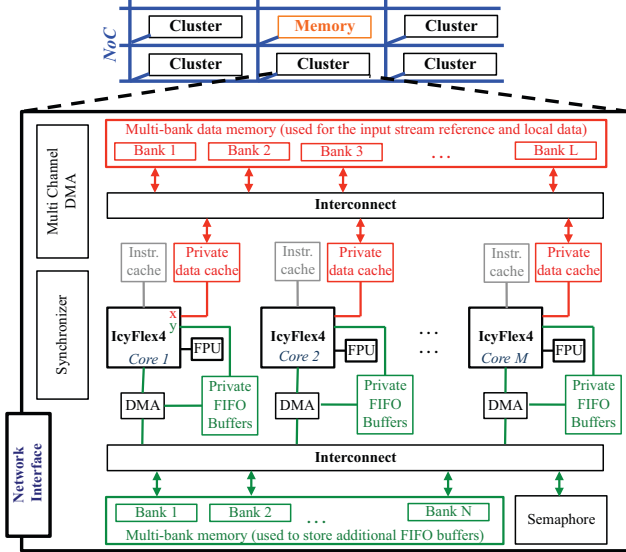 NoC
Cluster Memory Cluster
Cluster Cluster Cluster
Multi Channel
DMA
Multi-bank data memory (used for the input stream reference and local data)
Bank 1 Bank 2 Bank 3 ... Bank L
Interconnect
Synchronizer
Instr.
cache
Private
data cache
Instr.
cache
Private
data cache
Instr.
cache
Private
data cache
x
y
IcyFlex4
Core 1
FPU
IcyFlex4
Core 2
FPU
... 
...
IcyFlex4
Core M
FPU
DMA
Private
FIFO
Buffers
DMA
Private
FIFO
Buffers
DMA
Private
FIFO
Buffers
Network
Interface
Interconnect
Bank 1 Bank 2 ... Bank N
Multi-bank memory (used to store additional FIFO buffers)
Semaphore